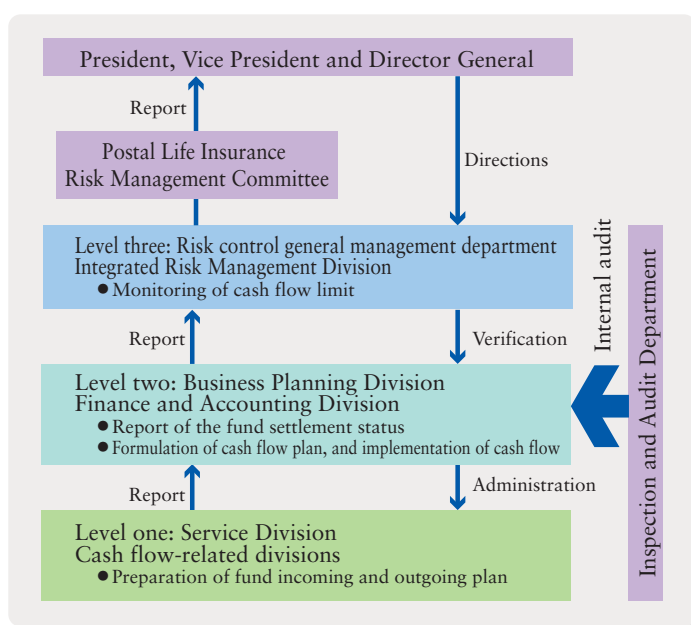 President, Vice President and Director General
Report
Postal Life Insurance
Risk Management Committee
Directions
Level three: Risk control general management department
Integrated Risk Management Division
● Monitoring of cash flow limit
Report
Verification
Level two: Business Planning Division
Finance and Accounting Division
● Report of the fund settlement status
● Formulation of cash flow plan, and implementation of cash flow
Report
Administration
Level one: Service Division
Cash flow-related divisions
● Preparation of fund incoming and outgoing plan
Internal audit
Inspection and Audit Department